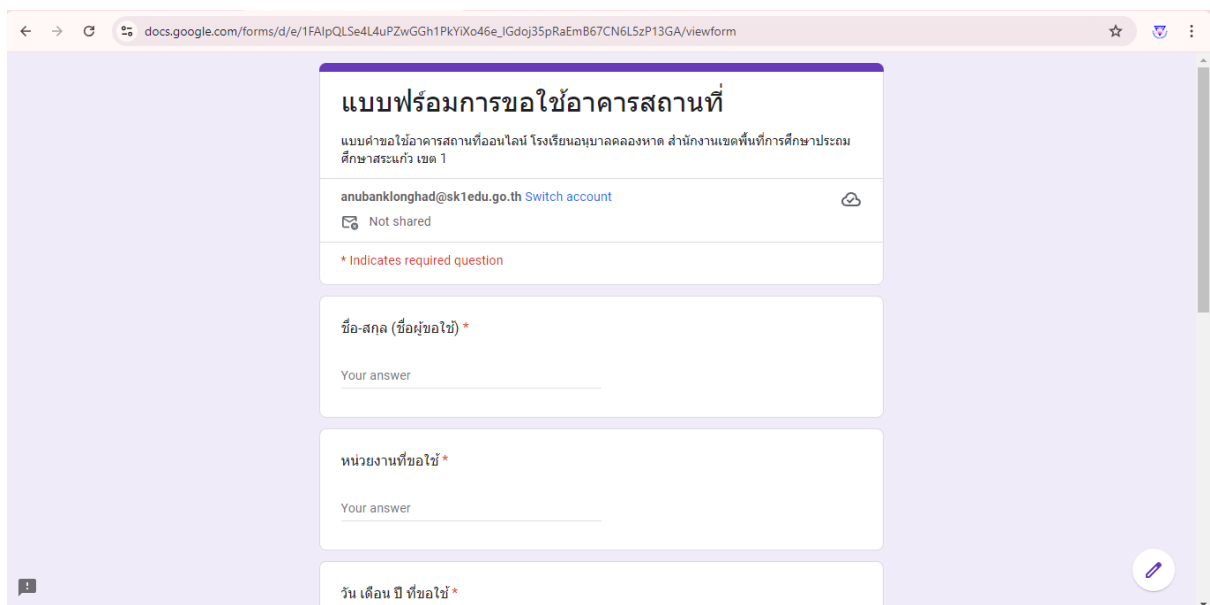 docs.google.com/forms/d/e/1FAIpQLSe4L4uPZwGGh1PkYiXo46e_IGdoj35pRaEmB67CN6L5zP13GA/viewform
แบบฟร์อมการขอใช้อาคารสถานที่
แบบคำขอใช้อาคารสถานที่ออนไลน์ โรงเรียนอนุบาลคลองหาด สำนักงานเขตพื้นที่การศึกษาประถม
ศึกษาสระแก้ว เขต 1
anubanklonghad@sk1edu.go.th Switch account
Not shared
* Indicates required question
ชื่อ-สกุล (ชื่อผู้ขอใช้) *
Your answer
หน่วยงานที่ขอใช้ *
Your answer
วัน เดือน ปี ที่ขอใช้ *